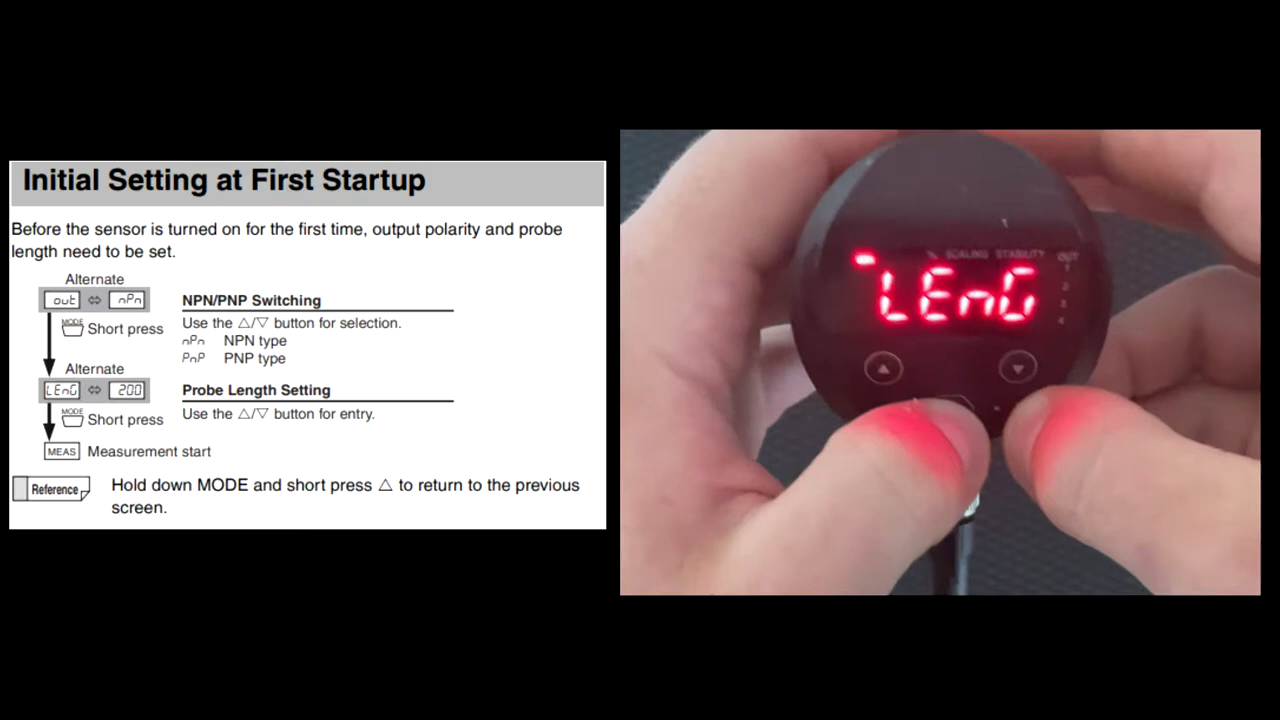 Initial Setting at First Startup
Before the sensor is turned on for the first time, output polarity and probe
length need to be set.
Alternate
out ⇔ nPn
NPN/PNP Switching
MODE Short press
Use the △/▽ button for selection.
nPn NPN type
PnP PNP type
Alternate
LEnG ⇔ 200
Probe Length Setting
MODE Short press
Use the △/▽ button for entry.
MEAS Measurement start
Reference
Hold down MODE and short press △ to return to the previous
screen.
SCALING STABILITY OUT
1
2
3
4
LEnG
▲ ▼